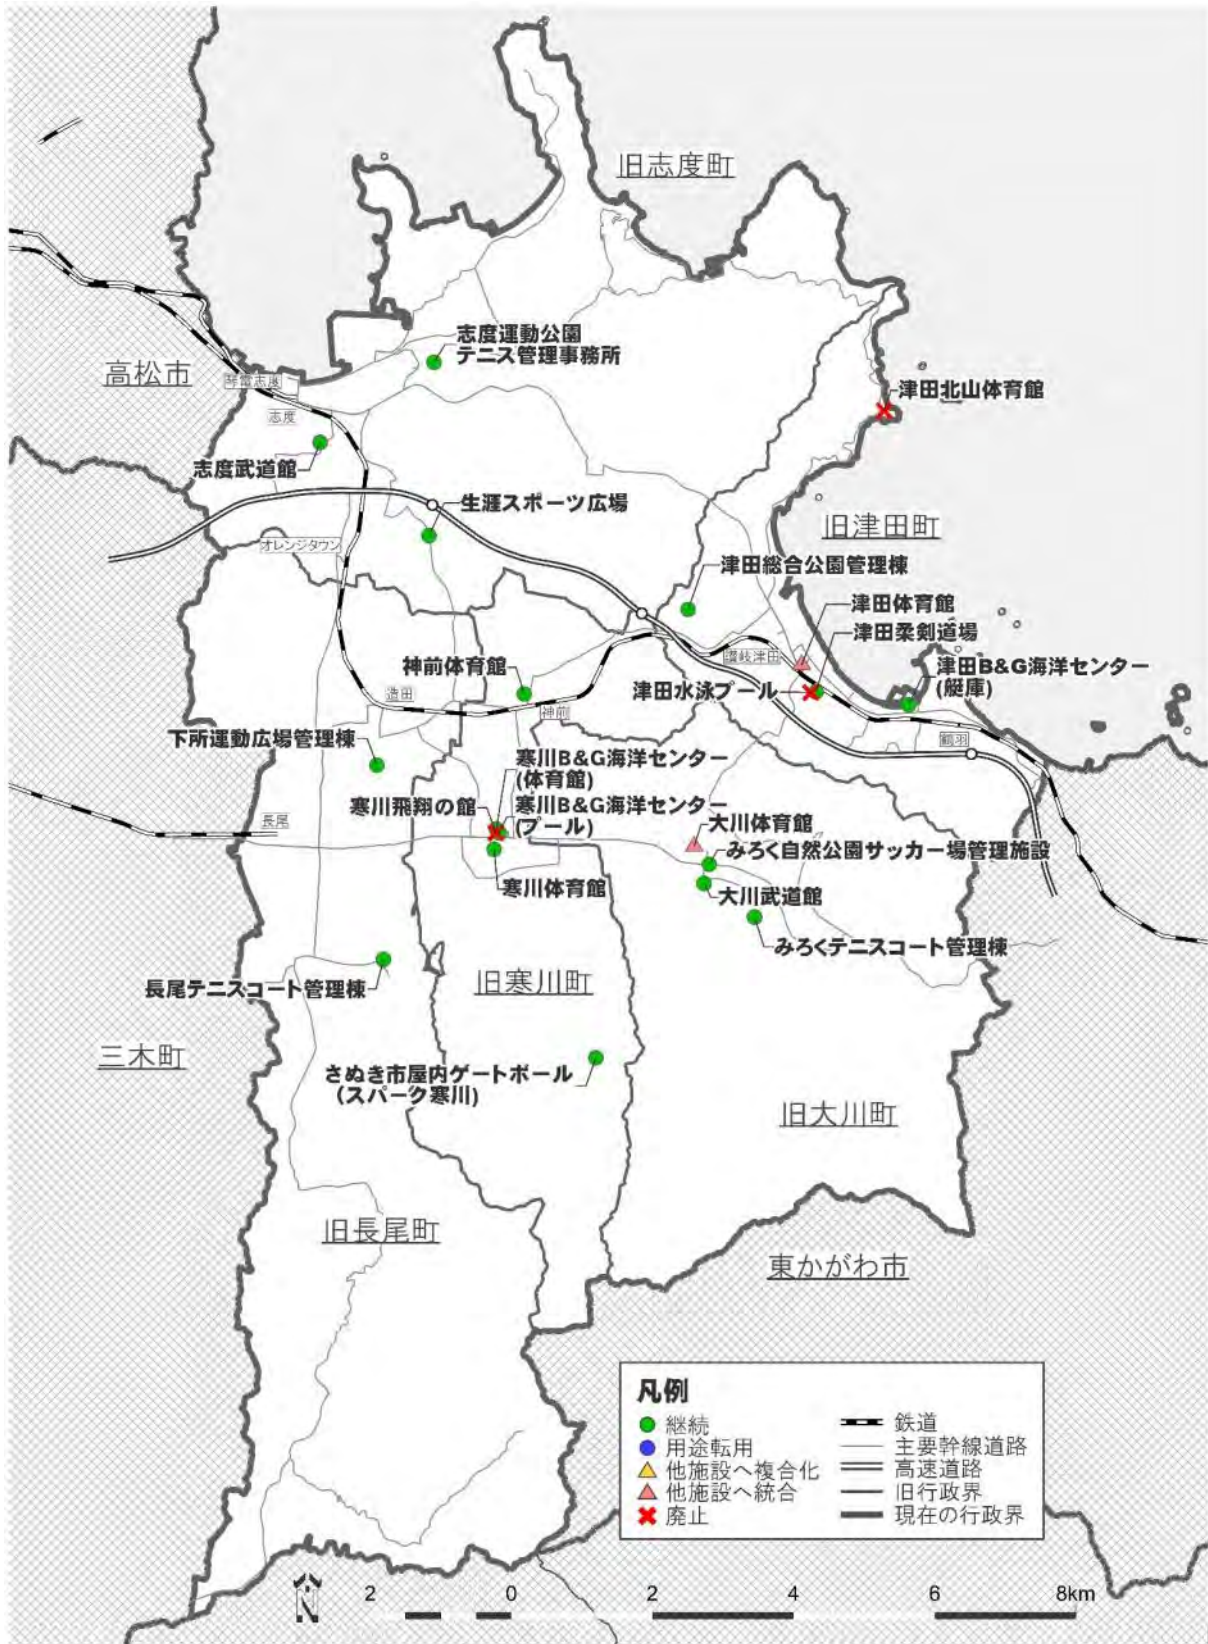 旧志度町
志度運動公園
テニス管理事務所
高松市
琴電志度
津田北山体育館
志度
志度武道館
生涯スポーツ広場
旧津田町
オレンジタウン
津田総合公園管理棟
津田体育館
津田柔剣道場
讃岐津田
神前体育館
津田B&G海洋センター
(艇庫)
津田水泳プール
造田
神前
下所運動広場管理棟
鶴羽
寒川B&G海洋センター
(体育館)
寒川飛翔の館
寒川B&G海洋センター
(プール)
長尾
大川体育館
みろく自然公園サッカー場管理施設
寒川体育館
大川武道館
みろくテニスコート管理棟
長尾テニスコート管理棟
旧寒川町
三木町
さぬき市屋内ゲートボール
(スパーク寒川)
旧大川町
旧長尾町
東かがわ市
凡例
継続
用途転用
他施設へ複合化
他施設へ統合
廃止
鉄道
主要幹線道路
高速道路
旧行政界
現在の行政界
N
2 0 2 4 6 8km